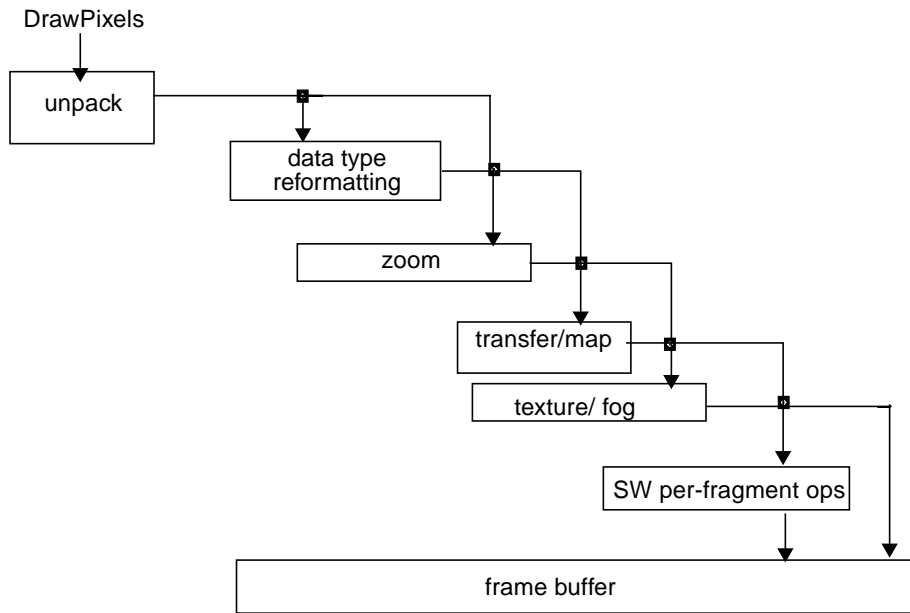 DrawPixels
unpack
data type
reformatting
zoom
transfer/map
texture/ fog
SW per-fragment ops
frame buffer